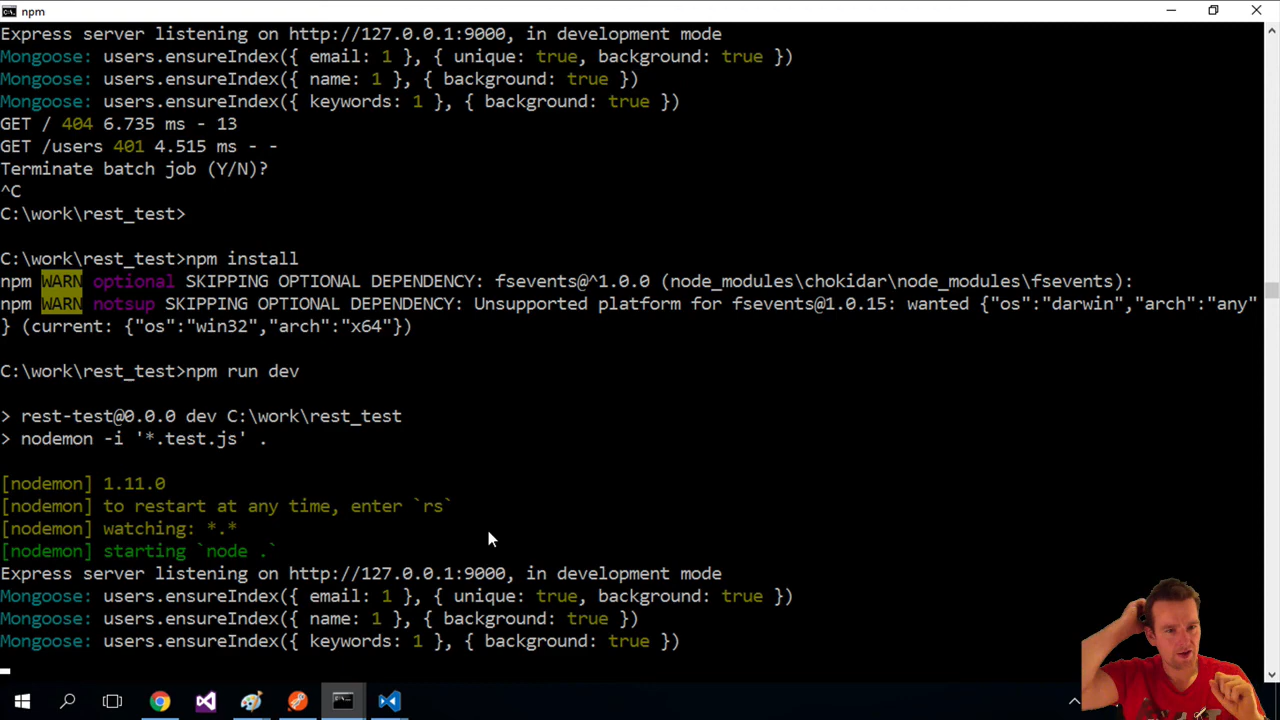 npm
Express server listening on http://127.0.0.1:9000, in development mode
Mongoose: users.ensureIndex({ email: 1 }, { unique: true, background: true })
Mongoose: users.ensureIndex({ name: 1 }, { background: true })
Mongoose: users.ensureIndex({ keywords: 1 }, { background: true })
GET / 404 6.735 ms - 13
GET /users 401 4.515 ms - -
Terminate batch job (Y/N)?
^C
C:\work\rest_test>
C:\work\rest_test>npm install
npm WARN optional SKIPPING OPTIONAL DEPENDENCY: fsevents@^1.0.0 (node_modules\chokidar\node_modules\fsevents):
npm WARN notsup SKIPPING OPTIONAL DEPENDENCY: Unsupported platform for fsevents@1.0.15: wanted {"os":"darwin","arch":"any"
} (current: {"os":"win32","arch":"x64"})
C:\work\rest_test>npm run dev
> rest-test@0.0.0 dev C:\work\rest_test
> nodemon -i '*.test.js' .
[nodemon] 1.11.0
[nodemon] to restart at any time, enter `rs`
[nodemon] watching: *.*
[nodemon] starting `node .`
Express server listening on http://127.0.0.1:9000, in development mode
Mongoose: users.ensureIndex({ email: 1 }, { unique: true, background: true })
Mongoose: users.ensureIndex({ name: 1 }, { background: true })
Mongoose: users.ensureIndex({ keywords: 1 }, { background: true })